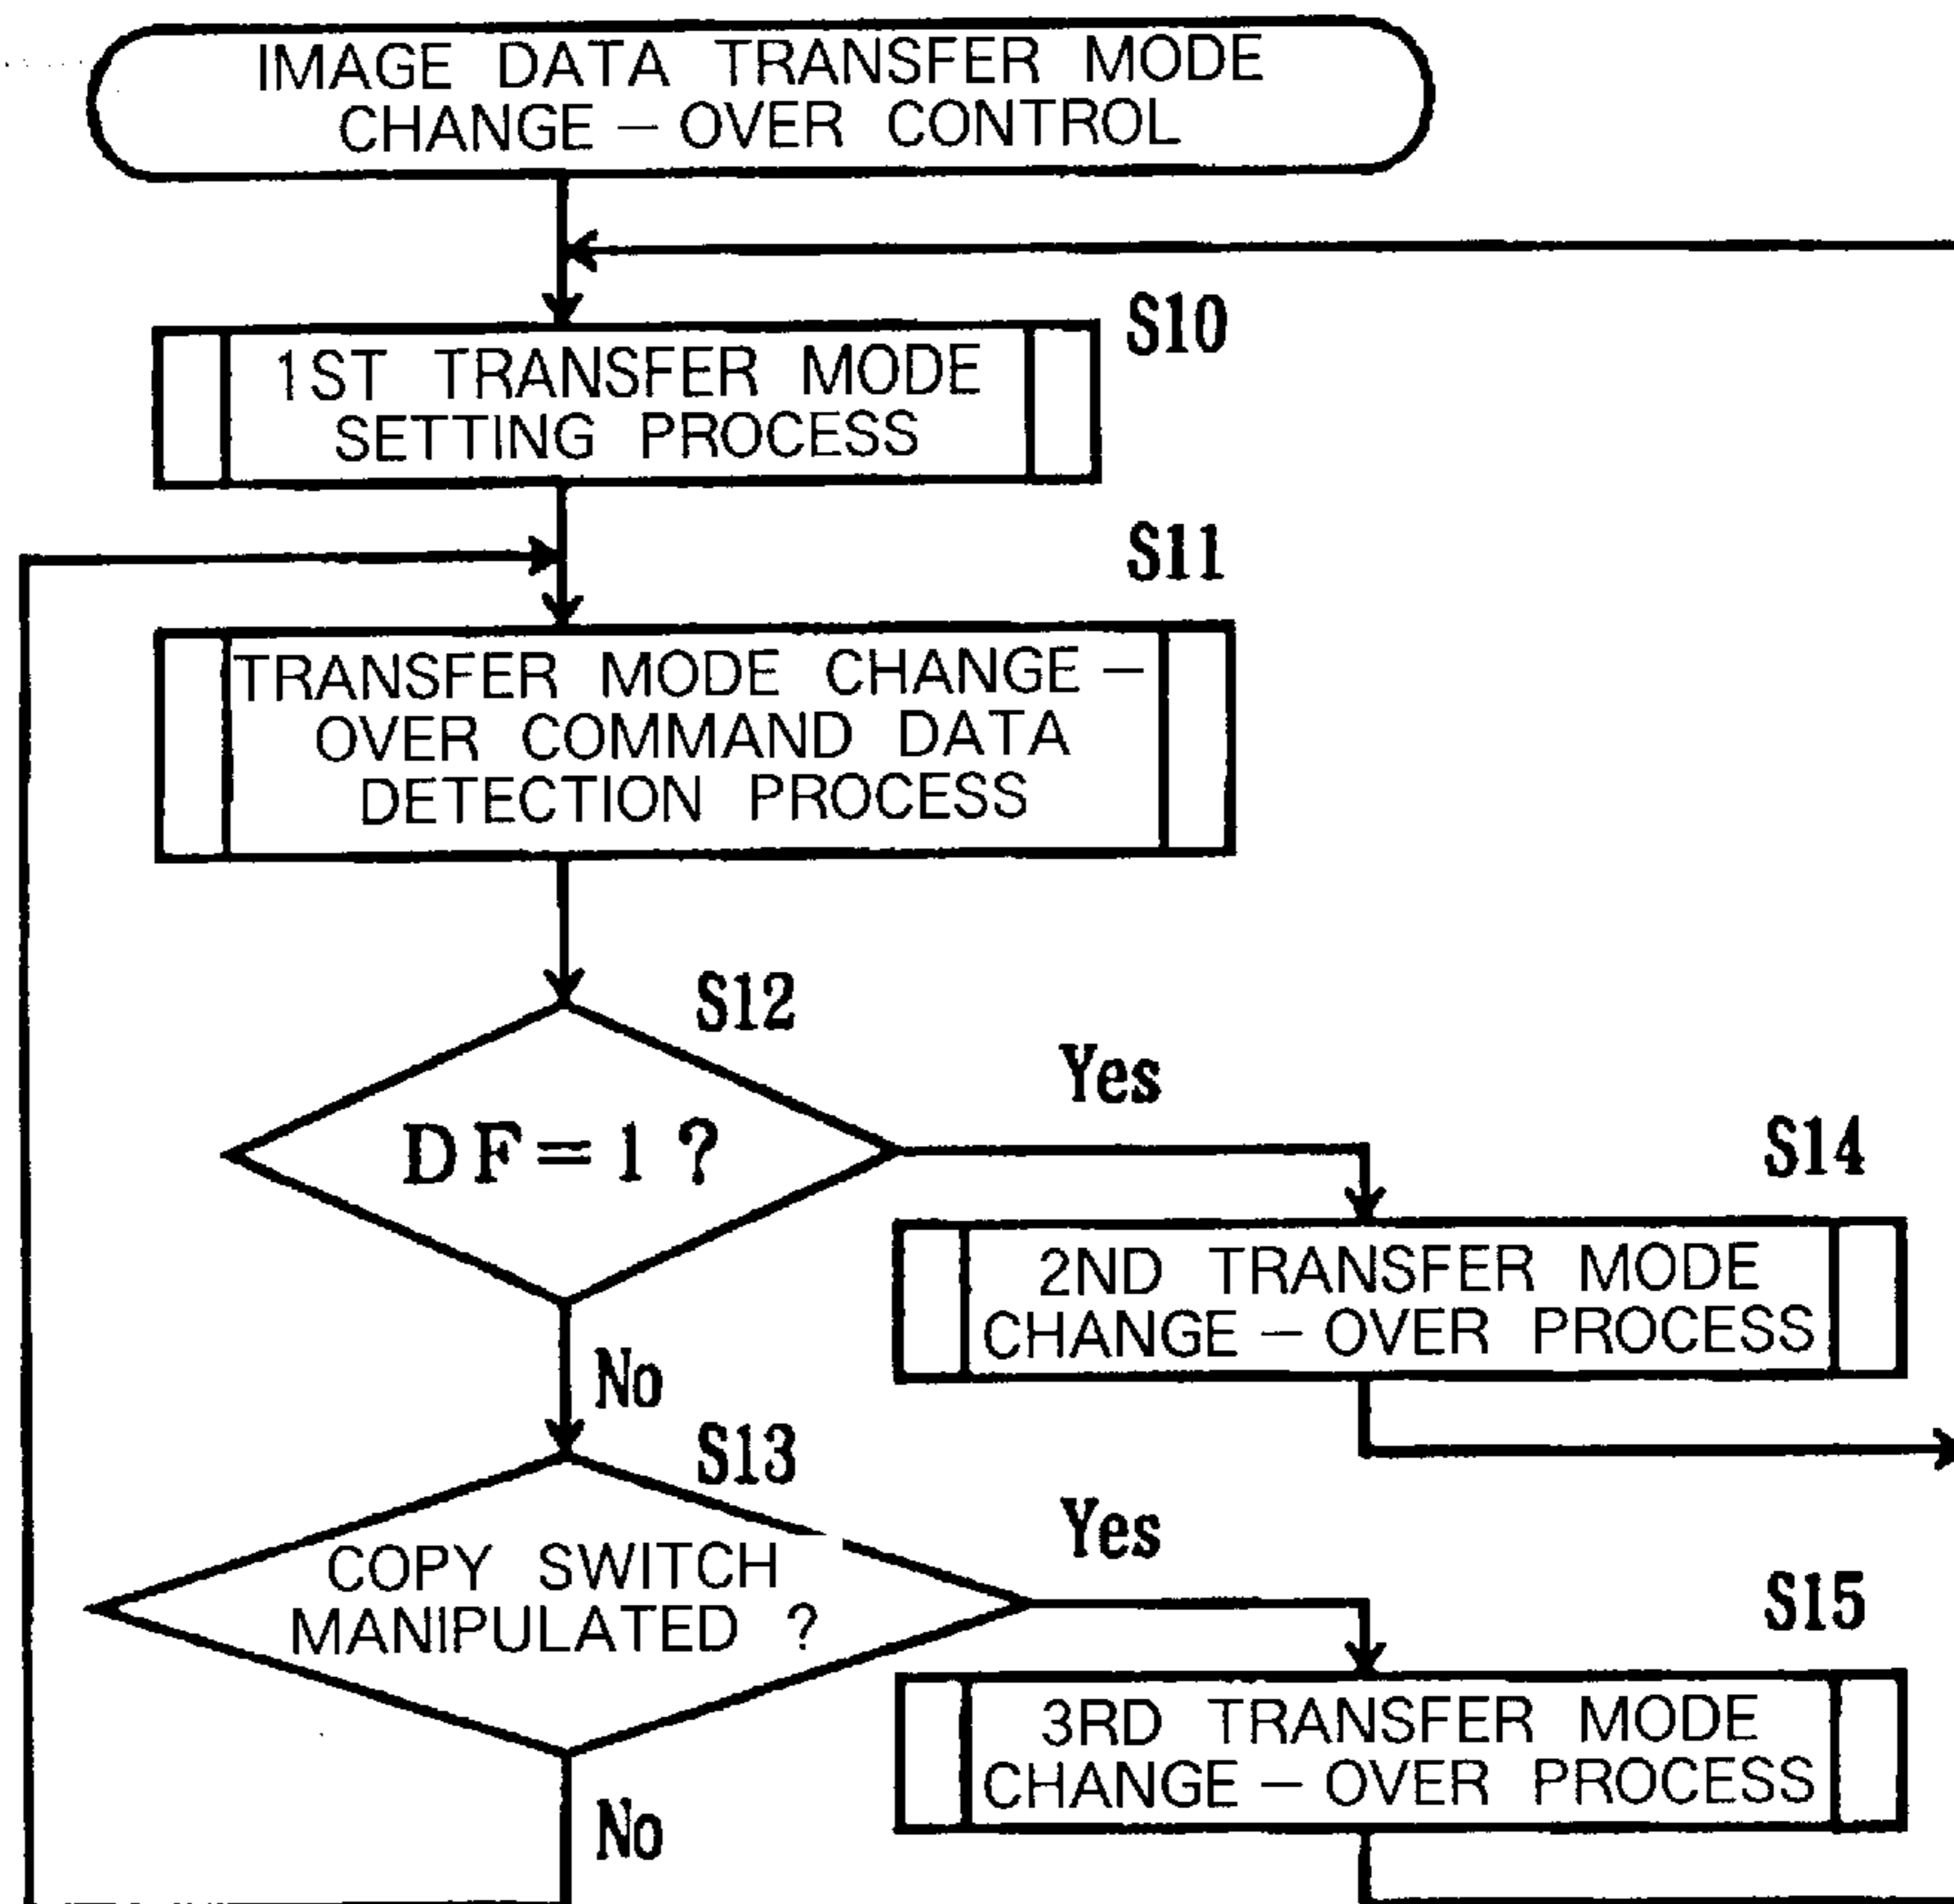 IMAGE DATA TRANSFER MODE
CHANGE – OVER CONTROL
S10
1ST TRANSFER MODE
SETTING PROCESS
S11
TRANSFER MODE CHANGE –
OVER COMMAND DATA
DETECTION PROCESS
S12
DF=1?
Yes
S14
2ND TRANSFER MODE
CHANGE – OVER PROCESS
No
S13
COPY SWITCH
MANIPULATED ?
Yes
S15
3RD TRANSFER MODE
CHANGE – OVER PROCESS
No